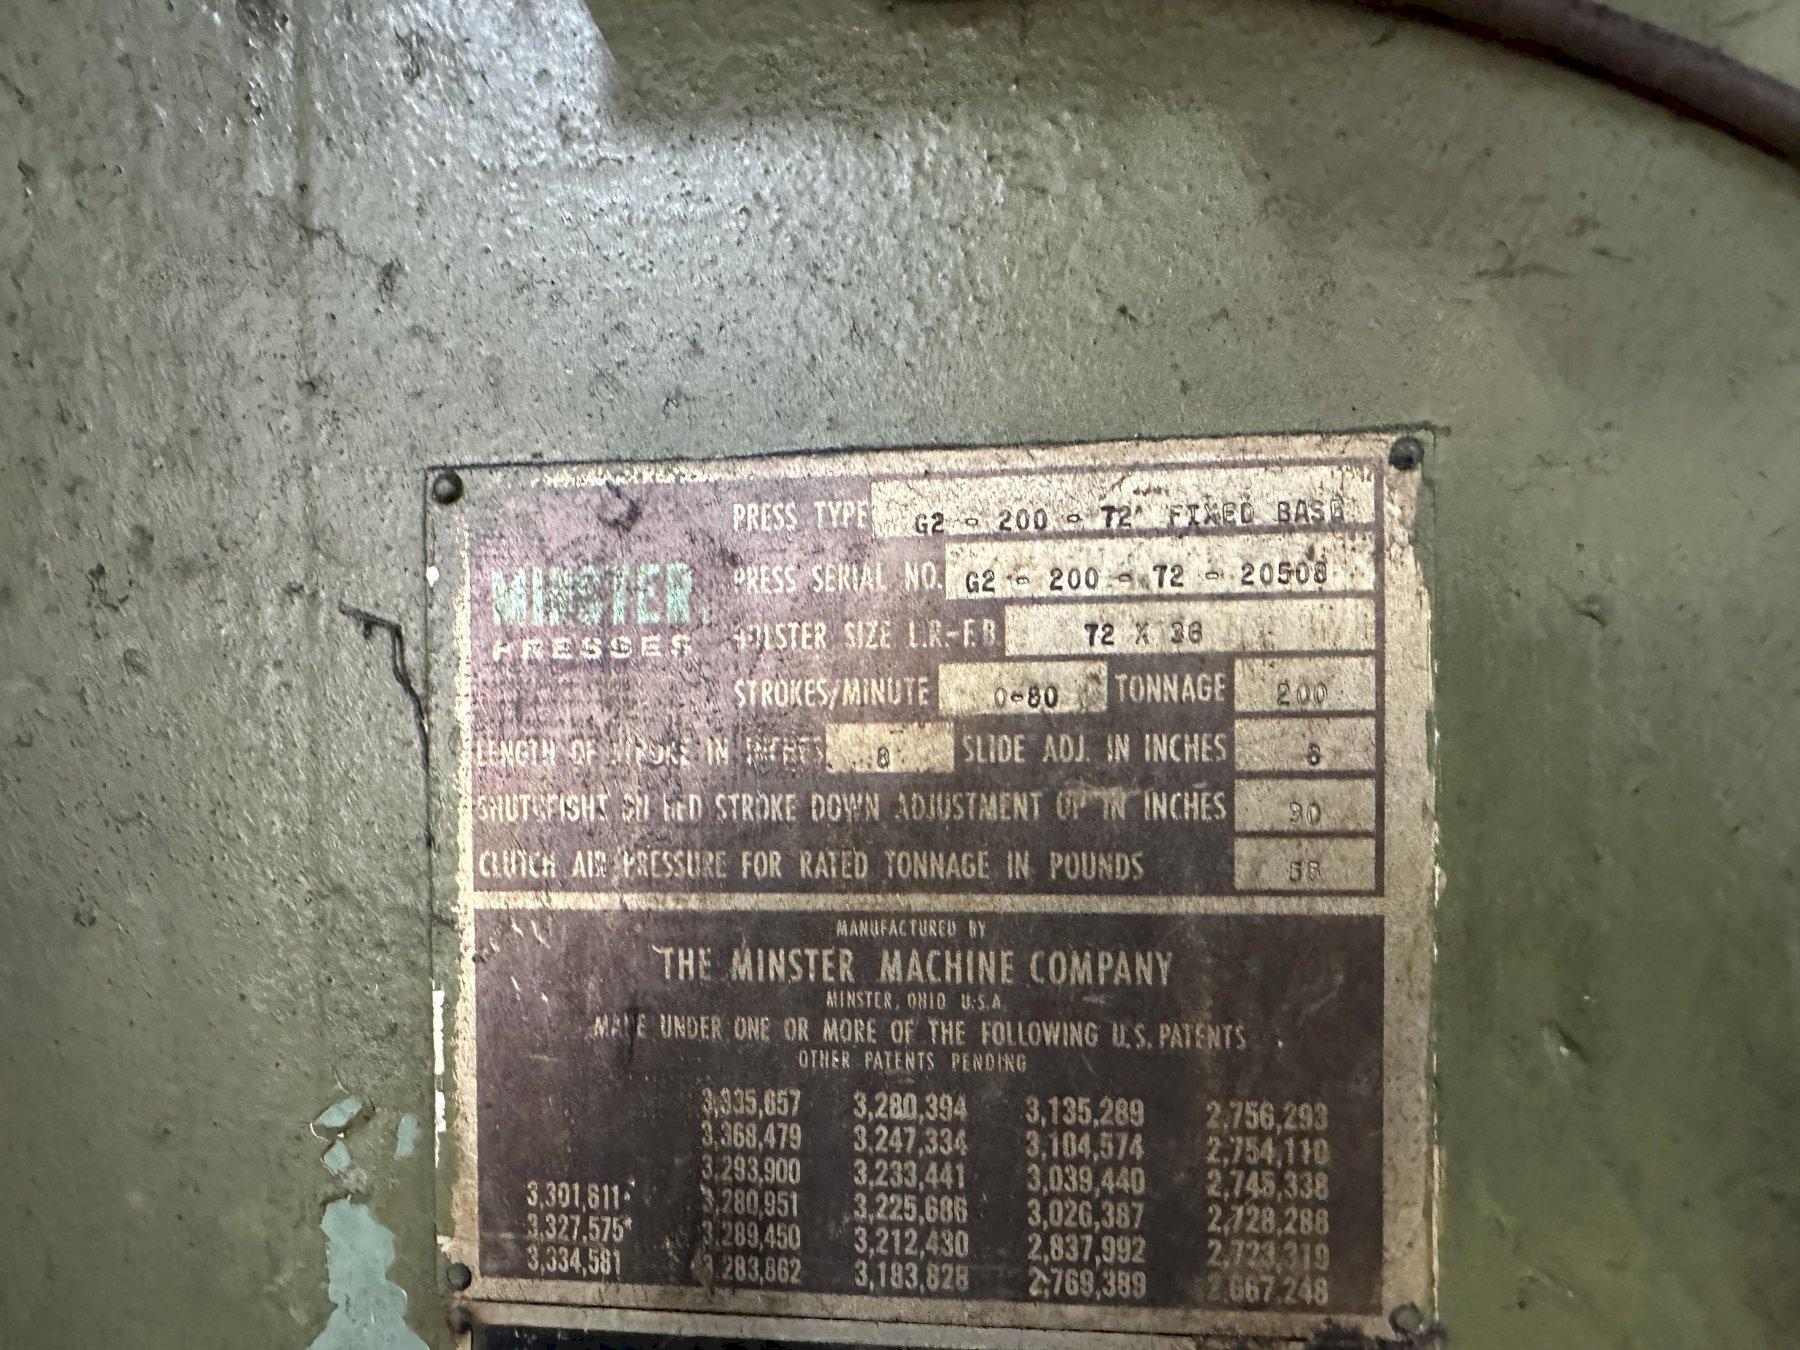 MINSTER
PRESSES
PRESS TYPE G2 - 200 - 72" FIXED BASE
PRESS SERIAL NO. G2 - 200 - 72 - 20508
BOLSTER SIZE L.R.-F.B. 72 X 36
STROKES/MINUTE 0-80 TONNAGE 200
LENGTH OF STROKE IN INCHES 8 SLIDE ADJ. IN INCHES
SHUTHEIGHT ON BED STROKE DOWN ADJUSTMENT UP IN INCHES 30
CLUTCH AIR PRESSURE FOR RATED TONNAGE IN POUNDS
MANUFACTURED BY
THE MINSTER MACHINE COMPANY
MINSTER, OHIO U.S.A.
MADE UNDER ONE OR MORE OF THE FOLLOWING U.S. PATENTS
OTHER PATENTS PENDING
3,335,657 3,280,394 3,135,289 2,756,293
3,368,479 3,247,334 3,104,574 2,754,110
3,293,900 3,233,441 3,039,440 2,745,338
3,301,611 3,280,951 3,225,686 3,026,387 2,728,288
3,327,575 3,289,450 3,212,430 2,837,992 2,723,319
3,334,581 3,283,862 3,183,828 2,769,389 2,667,248